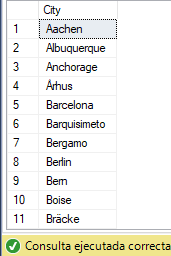 City
1 Aachen
2 Albuquerque
3 Anchorage
4 Århus
5 Barcelona
6 Barquisimeto
7 Bergamo
8 Berlin
9 Bern
10 Boise
11 Bräcke
Consulta ejecutada correcta